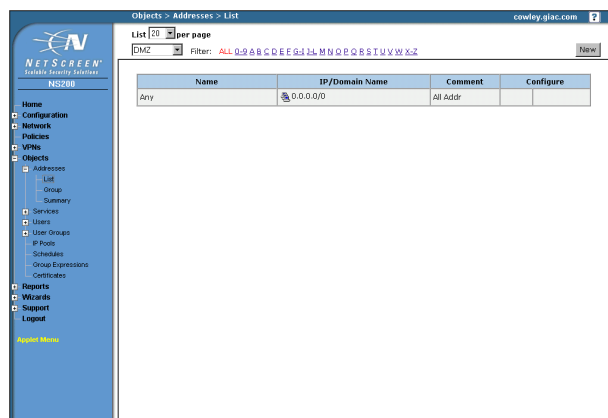 Objects > Addresses > List
cowley.giac.com ?
N
NETSCREEN
Scalable Security Solutions
NS200
Home
Configuration
Network
Policies
VPNs
Objects
Addresses
List
Group
Summary
Services
Users
User Groups
IP Pools
Schedules
Group Expressions
Certificates
Reports
Wizards
Support
Logout
Applet Menu
List 20 per page
DMZ Filter: ALL 0-9 A B C D E F G-I J-L M N O P Q R S T U V W X-Z New
Name IP/Domain Name Comment Configure
Any 0.0.0.0/0 All Addr